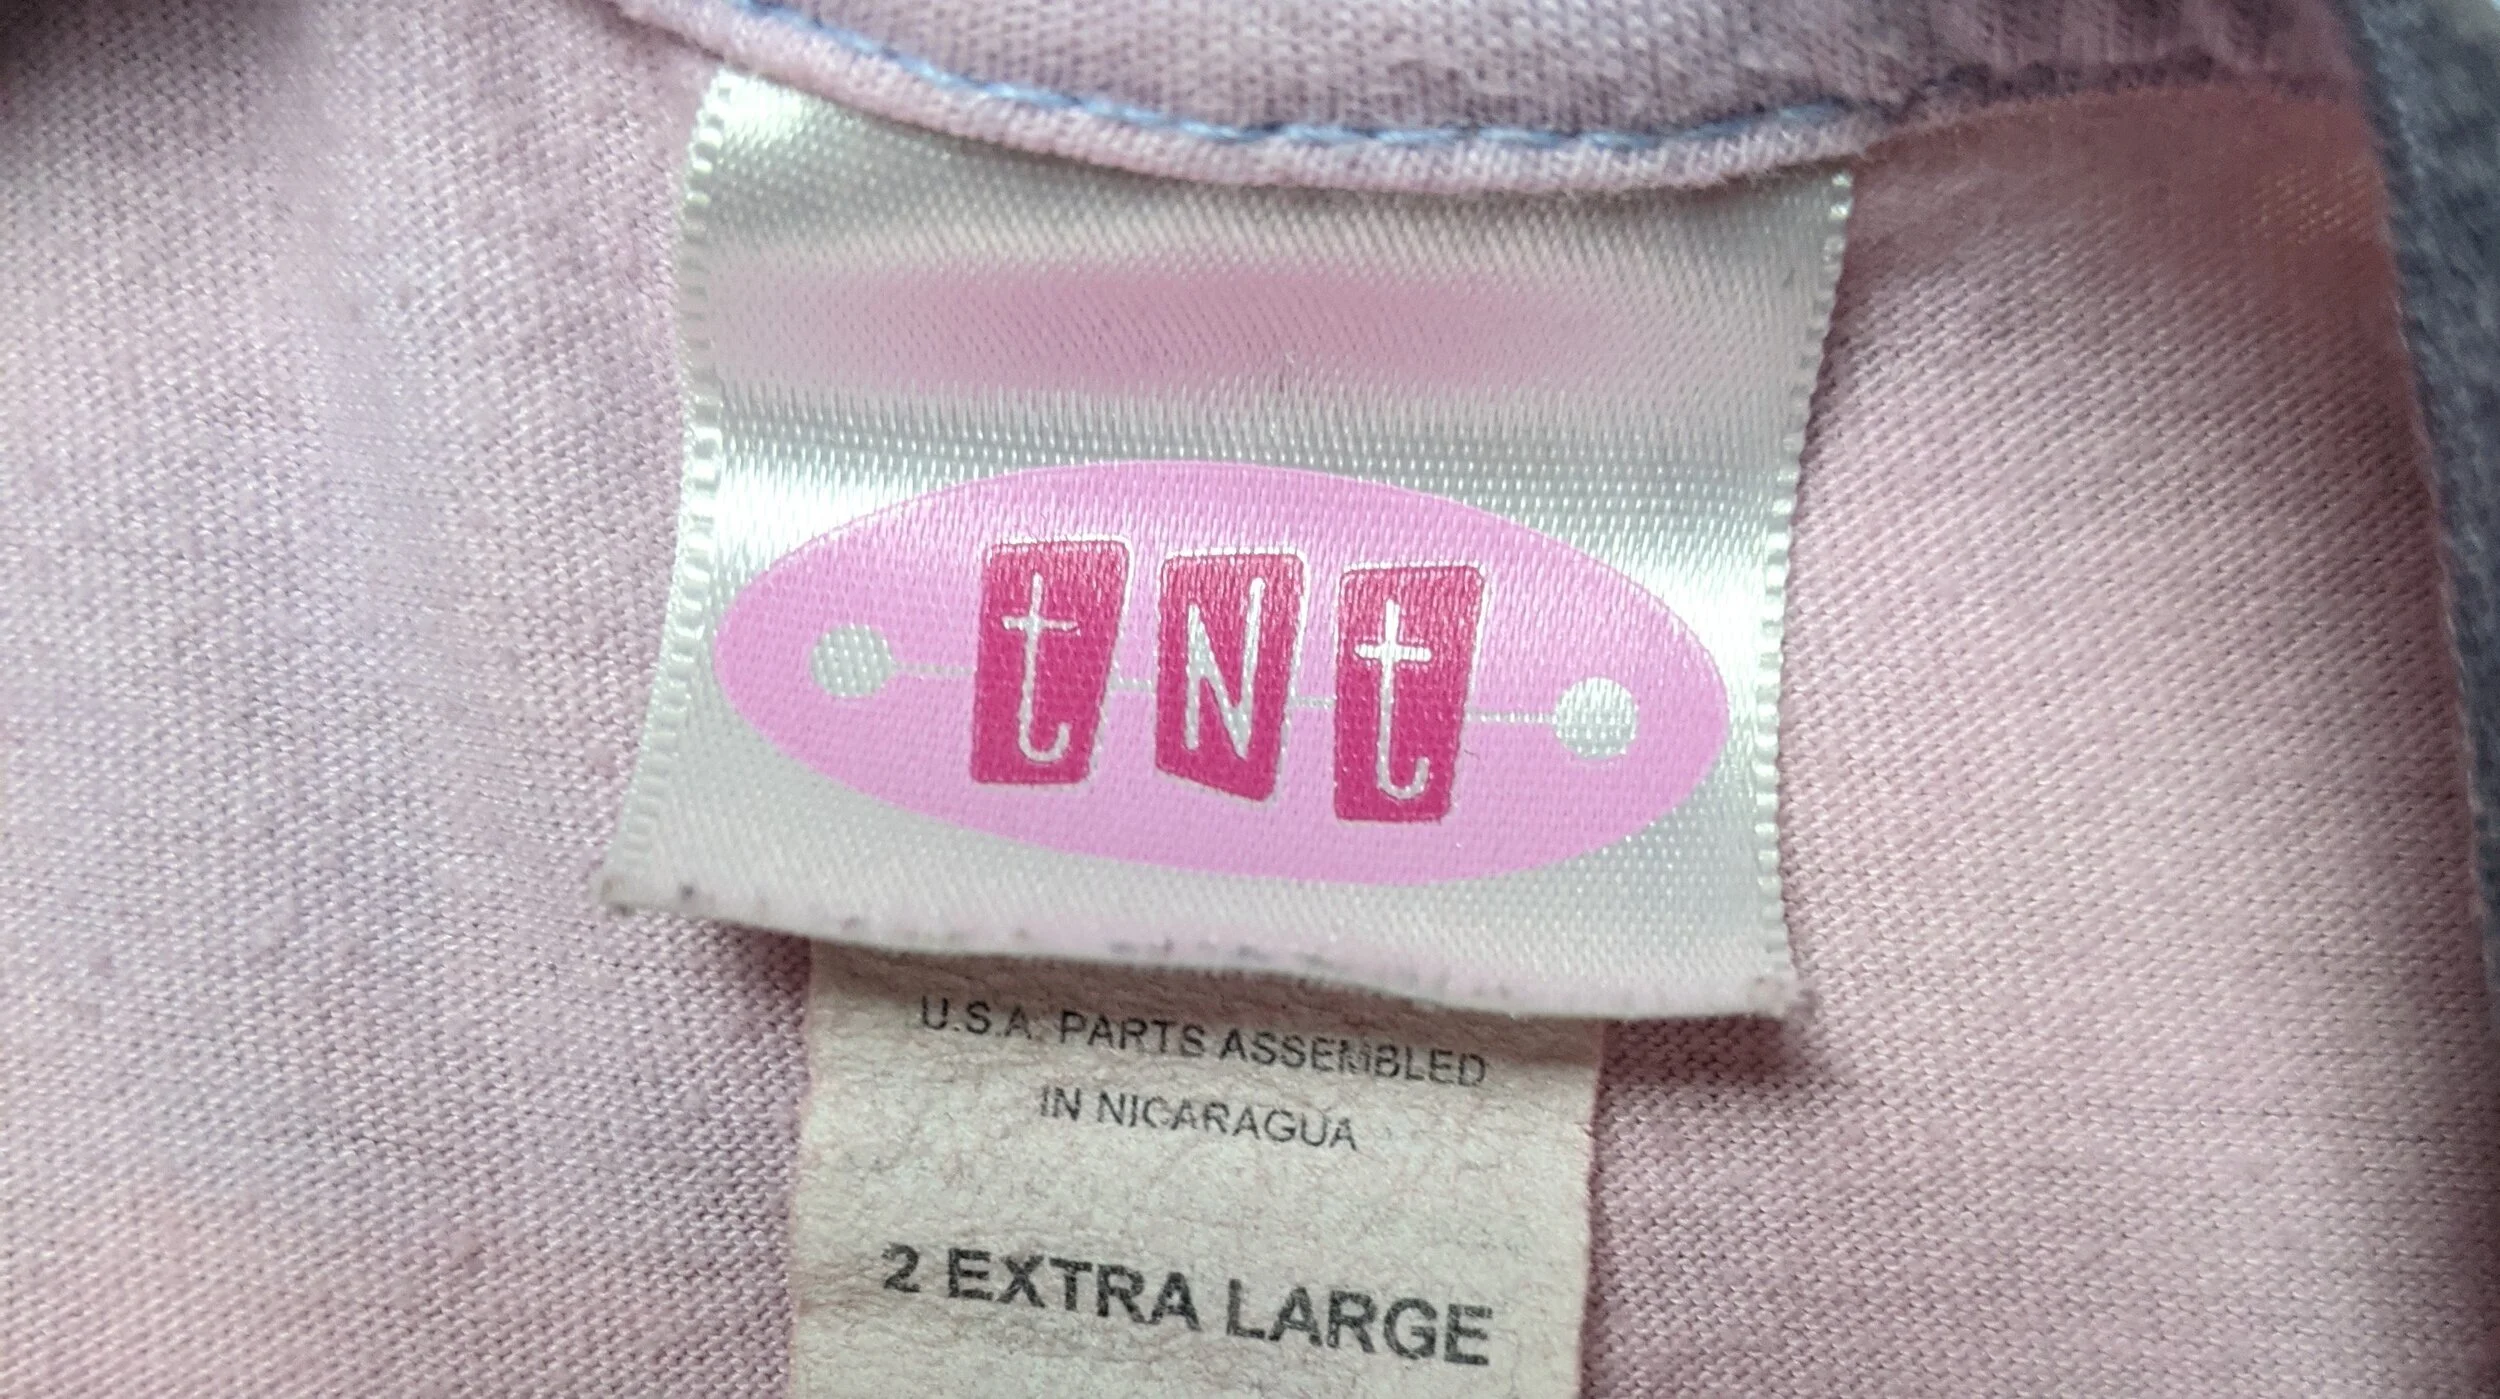 tNt
U.S.A. PARTS ASSEMBLED
IN NICARAGUA
2 EXTRA LARGE